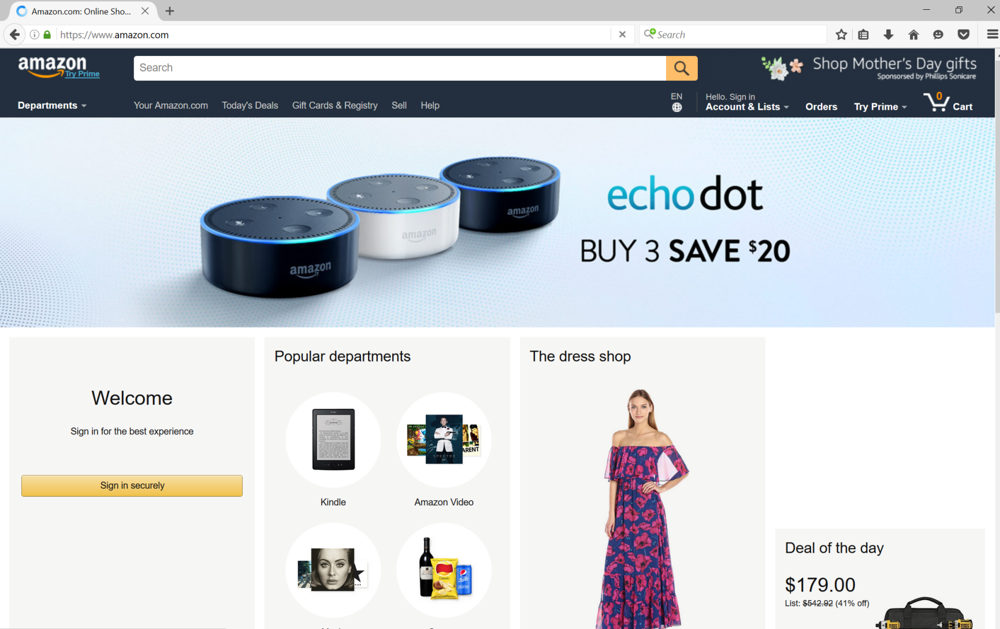 Amazon.com: Online Sho...
https://www.amazon.com
Search
amazon
Try Prime
Search
Shop Mother's Day gifts
Sponsorsed by Phillips Sonicare
Departments
Your Amazon.com
Today's Deals
Gift Cards & Registry
Sell
Help
EN
Hello. Sign in
Account & Lists
Orders
Try Prime
0
Cart
amazon
amazon
amazon
echo dot
BUY 3 SAVE $20
Welcome
Sign in for the best experience
Sign in securely
Popular departments
Kindle
SPECTRE
ARENT
Amazon Video
Classic
The dress shop
Deal of the day
$179.00
List: $542.92 (41% off)